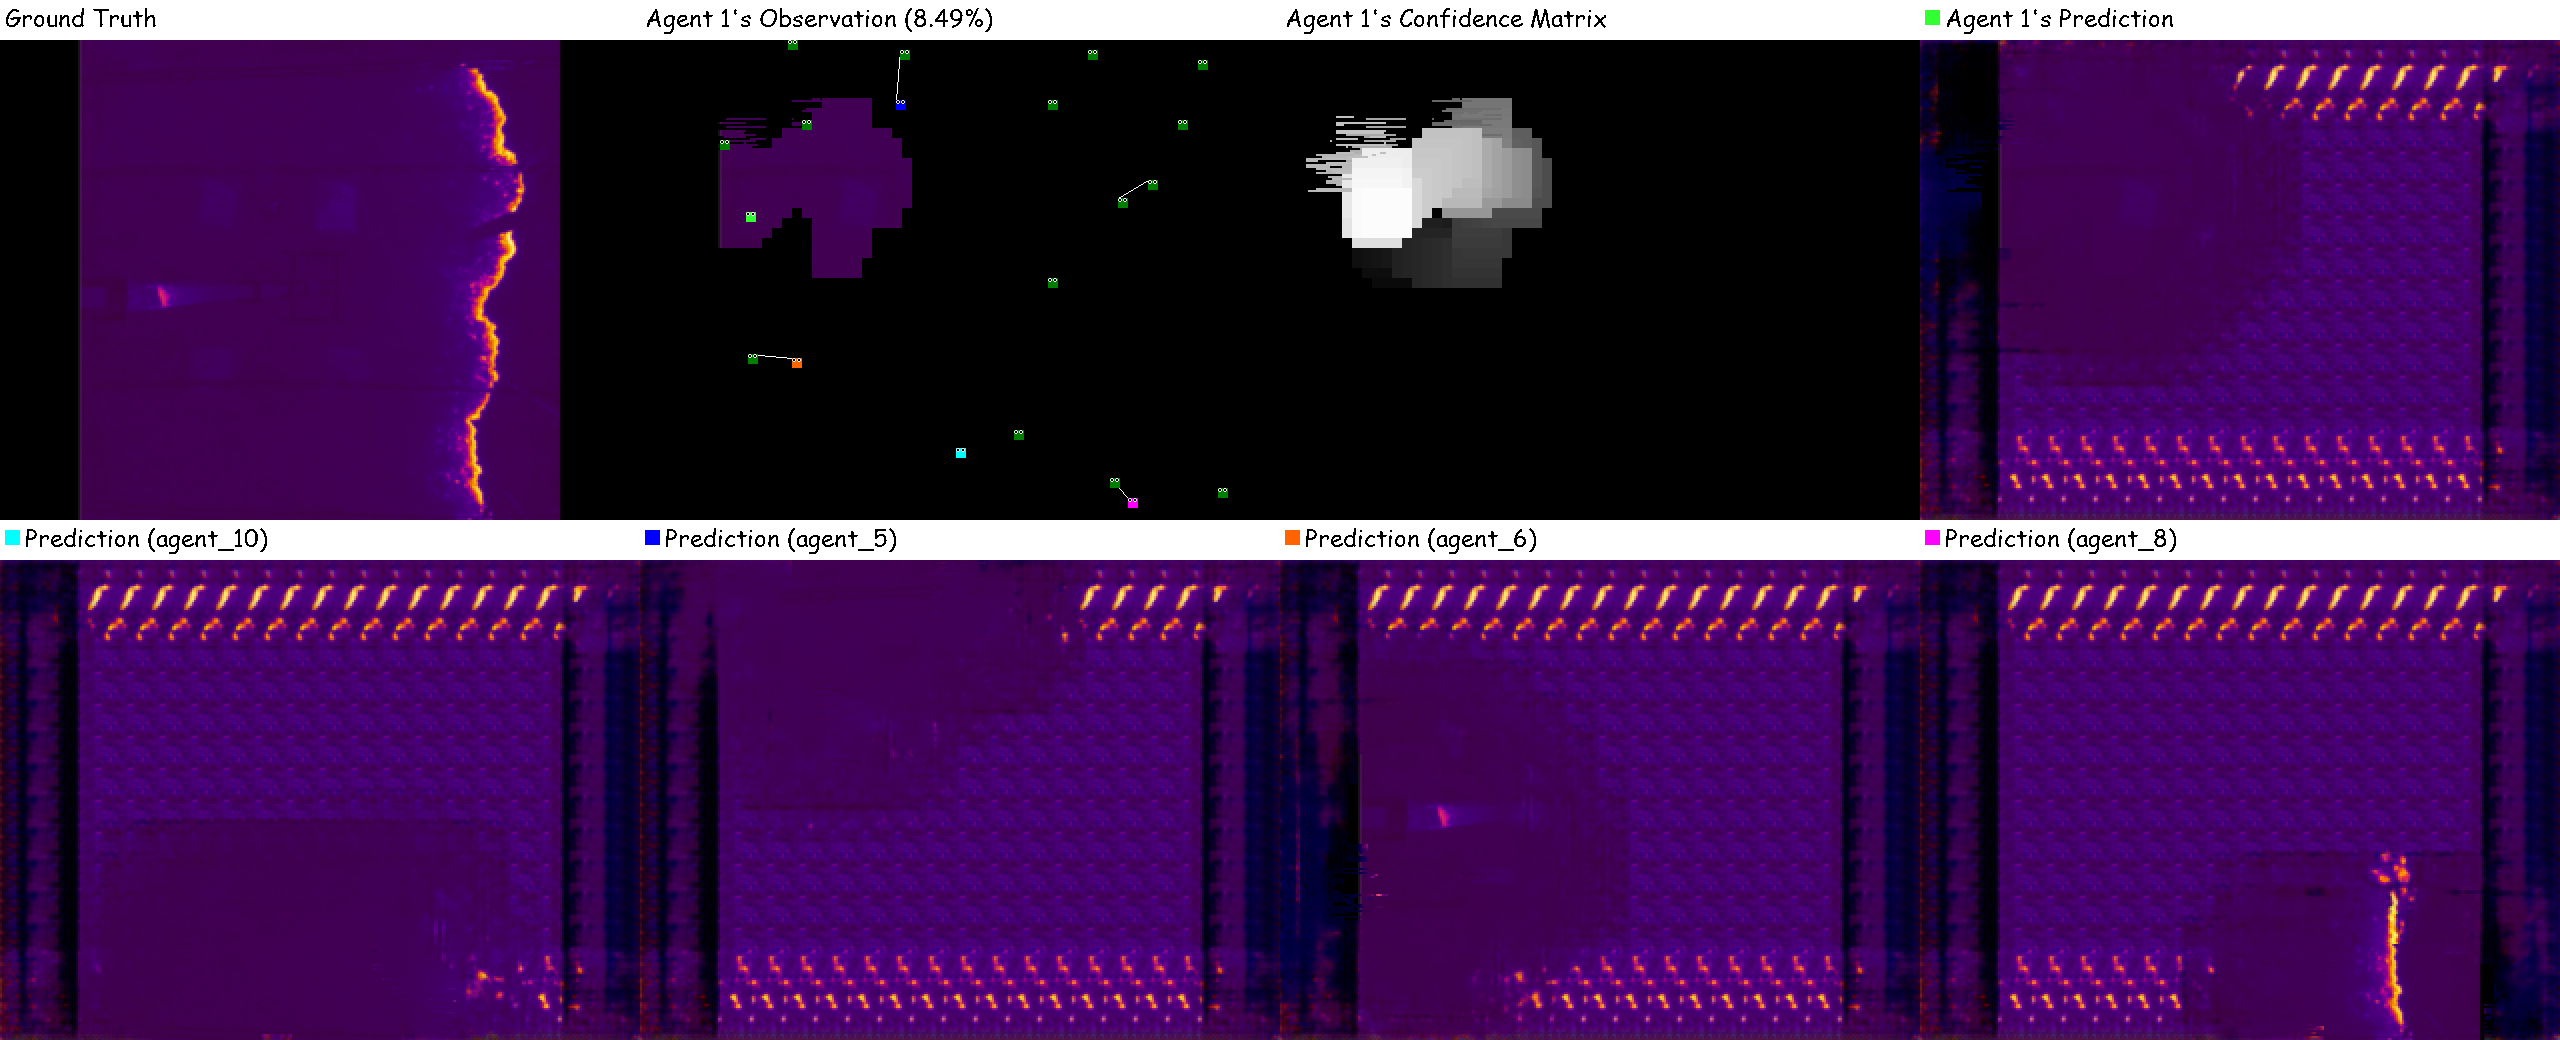 Ground Truth
Agent 1's Observation (8.49%)
Agent 1's Confidence Matrix
Agent 1's Prediction
Prediction (agent_10)
Prediction (agent_5)
Prediction (agent_6)
Prediction (agent_8)